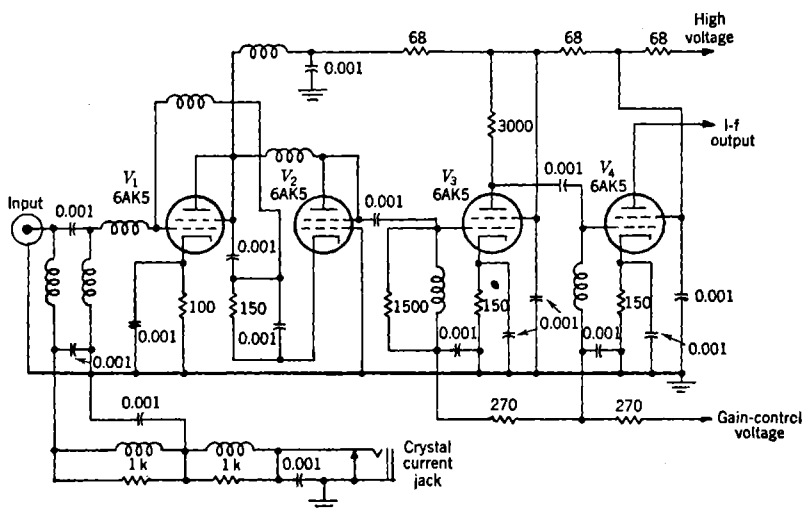 High
voltage
68
68
68
0.001
I-f
output
3000
V1
6AK5
V2
6AK5
V3
6AK5
0.001
V4
6AK5
Input
0.001
0.001
0.001
100
150
1500
150
150
0.001
0.001
0.001
0.001
0.001
0.001
0.001
0.001
0.001
0.001
270
270
Gain-control
voltage
1k
1k
0.001
Crystal
current
jack